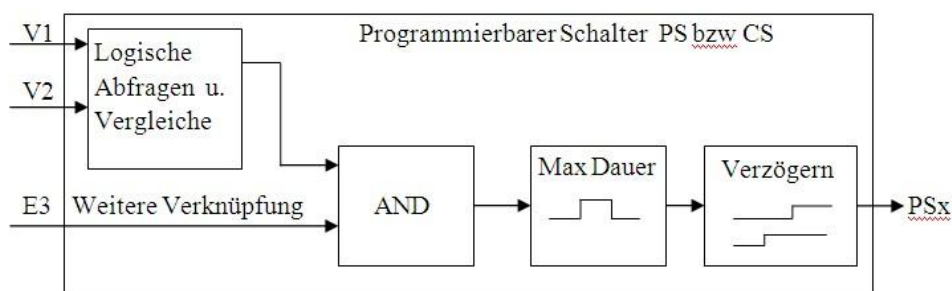 V1
Programmierbarer Schalter PS bzw CS
Logische
Abfragen u.
Vergleiche
V2
Max Dauer
Verzögern
E3 Weitere Verknüpfung
AND
PSx